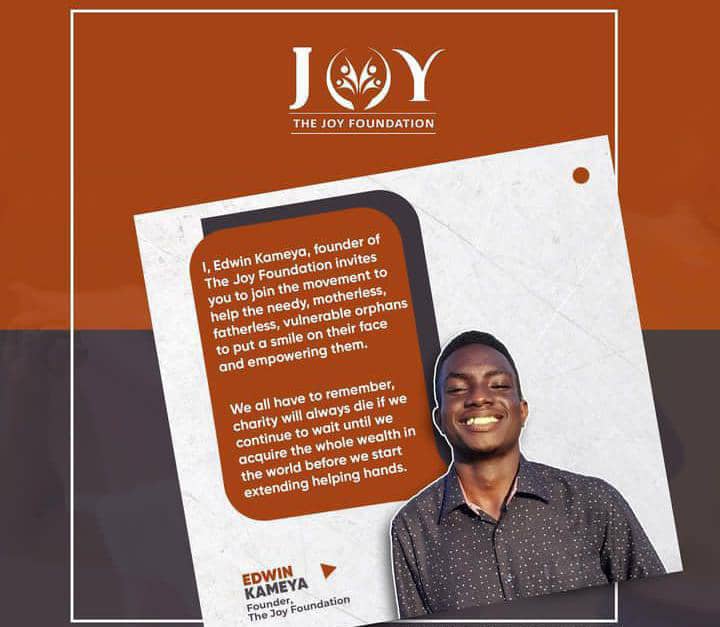 JOY
THE JOY FOUNDATION
I, Edwin Kameya, founder of
The Joy Foundation invites
you to join the movement to
help the needy, motherless,
fatherless, vulnerable orphans
to put a smile on their face
and empowering them.
We all have to remember,
charity will always die if we
continue to wait until we
acquire the whole wealth in
the world before we start
extending helping hands.
EDWIN
KAMEYA
Founder,
The Joy Foundation